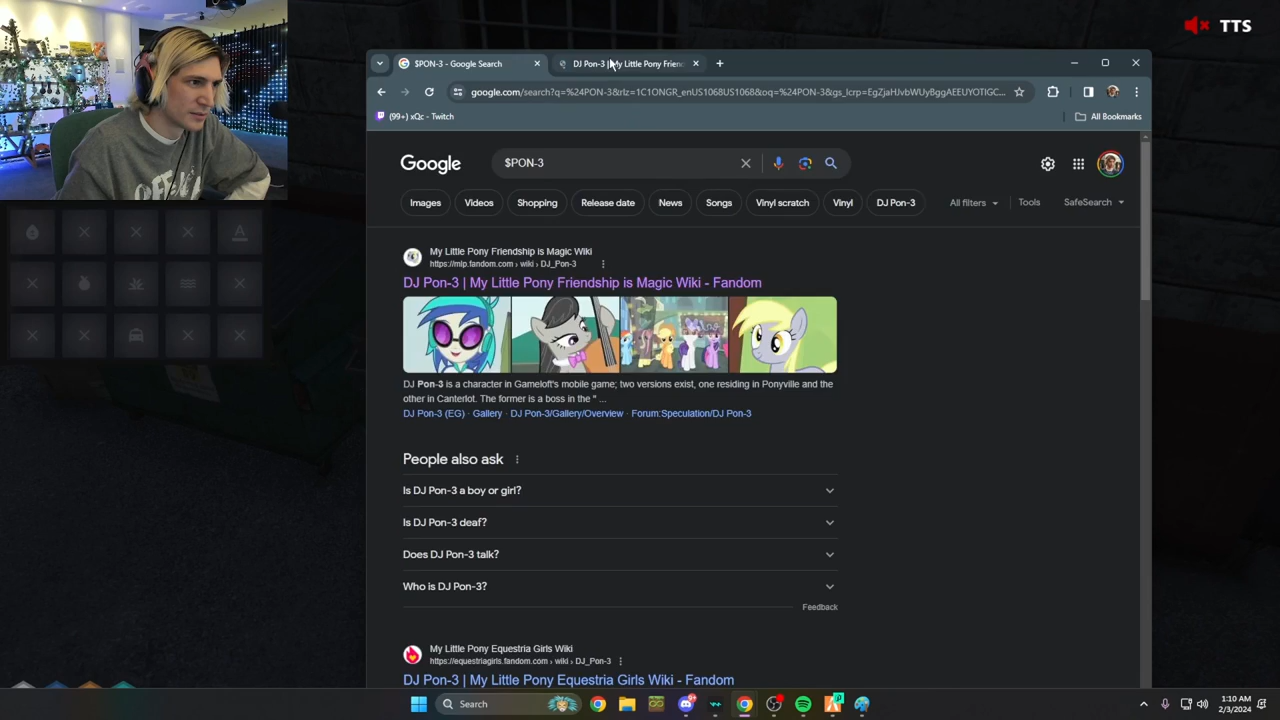 TTS
$PON-3 - Google Search
DJ Pon-3 | My Little Pony Frien
google.com/search?q=%24PON-3&rlz=1C1ONGR_enUS1068US1068&oq=%24PON-3&gs_lcrp=EgZjaHJvbWUyBggAEEUYOTIGC...
(99+) xQc - Twitch
All Bookmarks
Google
$PON-3
Images
Videos
Shopping
Release date
News
Songs
Vinyl scratch
Vinyl
DJ Pon-3
All filters
Tools
SafeSearch
My Little Pony Friendship is Magic Wiki
https://mlp.fandom.com › wiki › DJ_Pon-3
DJ Pon-3 | My Little Pony Friendship is Magic Wiki - Fandom
DJ Pon-3 is a character in Gameloft's mobile game; two versions exist, one residing in Ponyville and the
other in Canterlot. The former is a boss in the " ...
DJ Pon-3 (EG) · Gallery · DJ Pon-3/Gallery/Overview · Forum:Speculation/DJ Pon-3
People also ask
Is DJ Pon-3 a boy or girl?
Is DJ Pon-3 deaf?
Does DJ Pon-3 talk?
Who is DJ Pon-3?
Feedback
My Little Pony Equestria Girls Wiki
https://equestriagirls.fandom.com › wiki › DJ_Pon-3
DJ Pon-3 | My Little Pony Equestria Girls Wiki - Fandom
Search
1:10 AM
2/3/2024